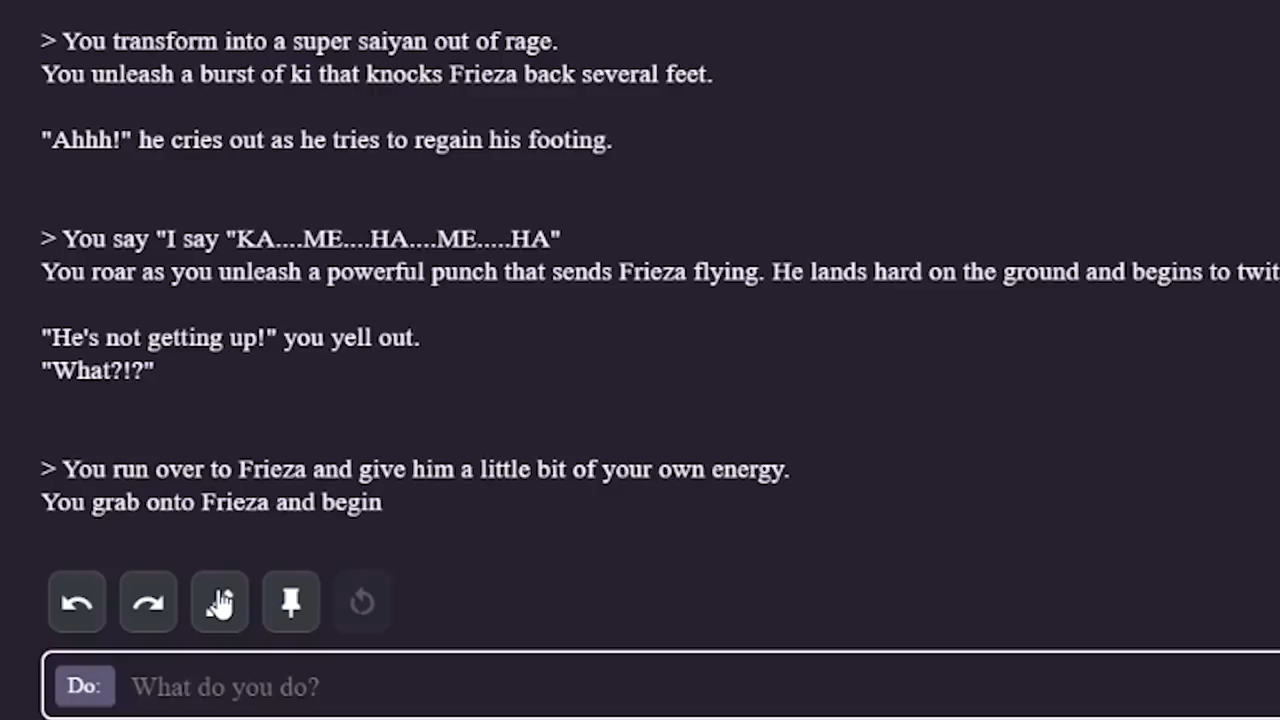 > You transform into a super saiyan out of rage.
You unleash a burst of ki that knocks Frieza back several feet.
"Ahhh!" he cries out as he tries to regain his footing.
> You say "I say "KA....ME....HA....ME.....HA"
You roar as you unleash a powerful punch that sends Frieza flying. He lands hard on the ground and begins to twit
"He's not getting up!" you yell out.
"What?!?"
> You run over to Frieza and give him a little bit of your own energy.
You grab onto Frieza and begin
Do: What do you do?